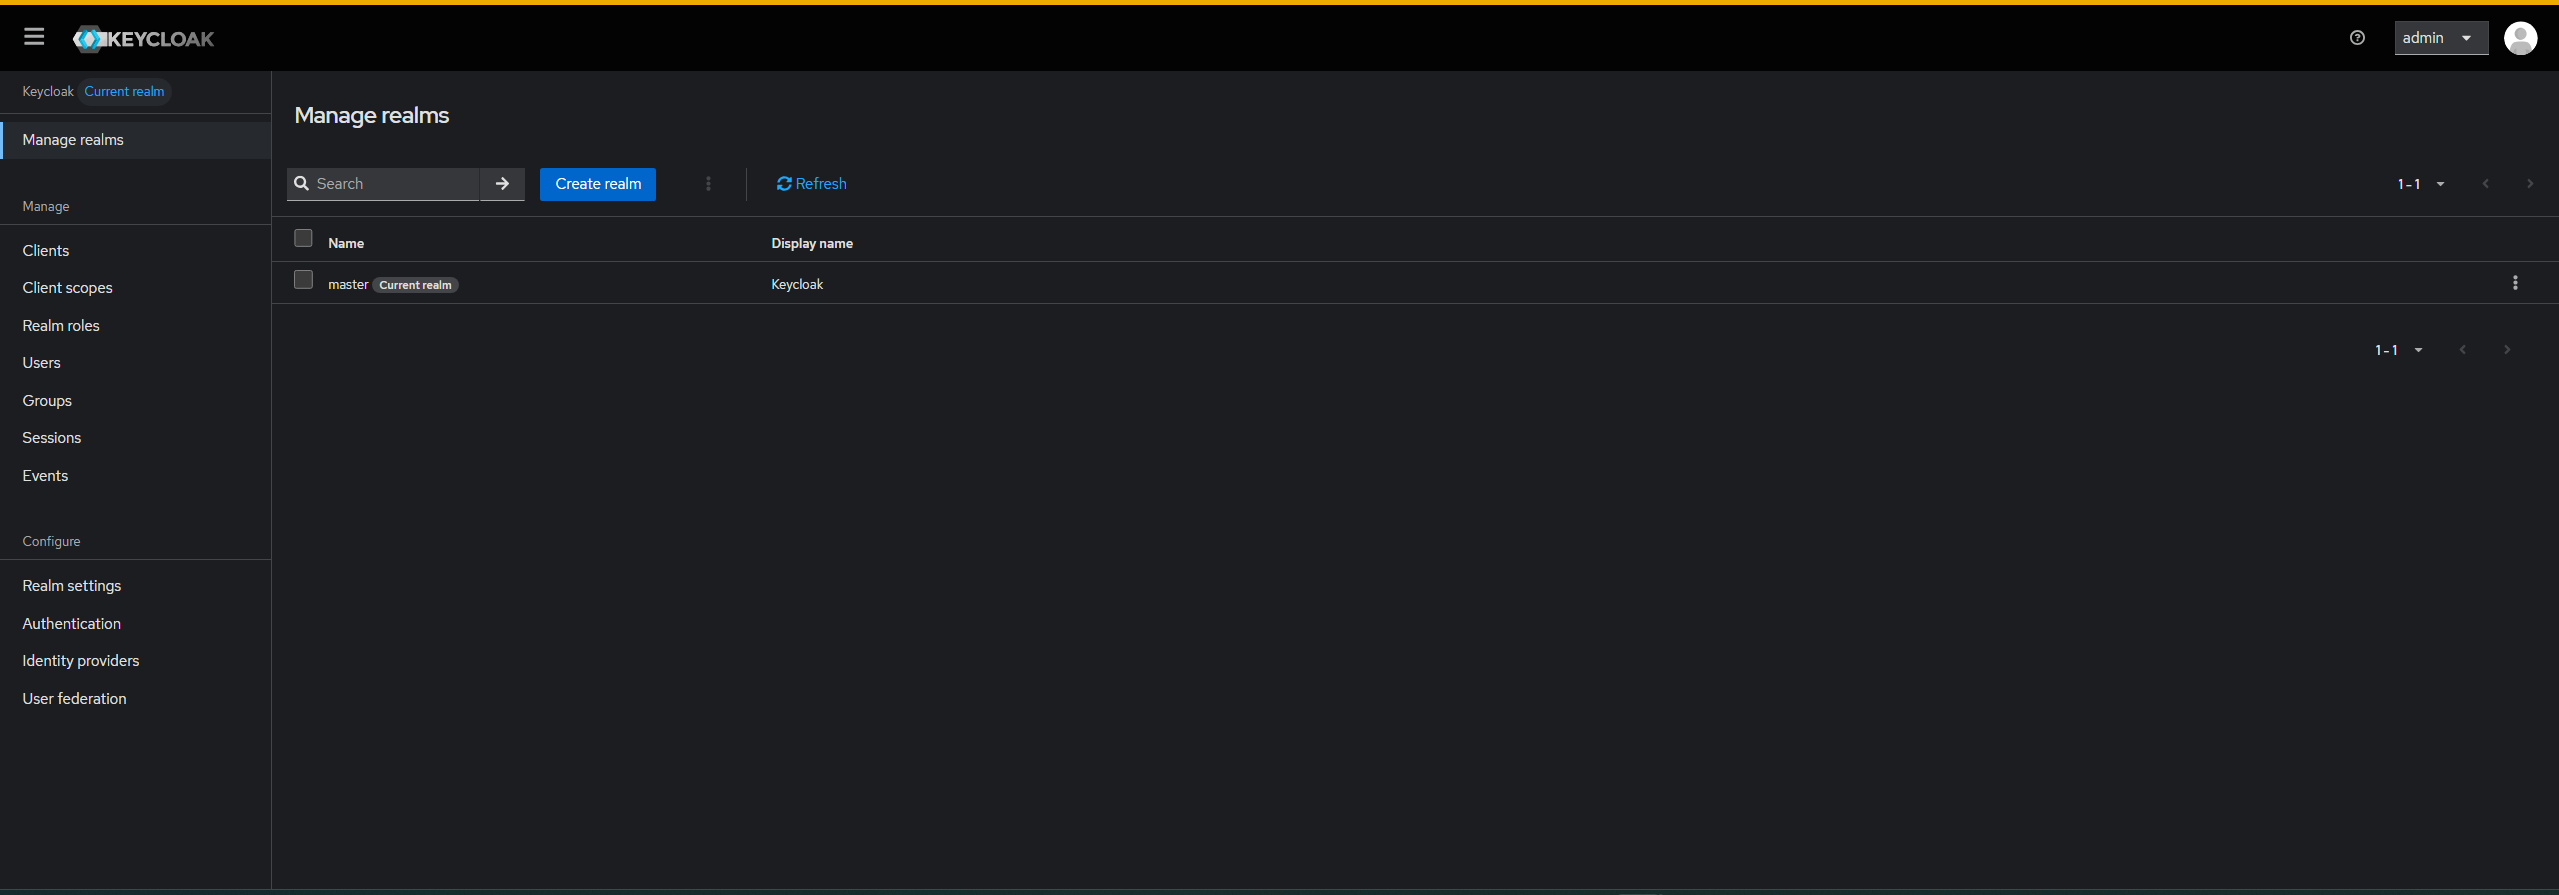 KEYCLOAK
admin
Keycloak Current realm
Manage realms
Manage
Clients
Client scopes
Realm roles
Users
Groups
Sessions
Events
Configure
Realm settings
Authentication
Identity providers
User federation
Manage realms
Search Create realm Refresh 1 - 1
Name Display name
master Current realm Keycloak
1 - 1